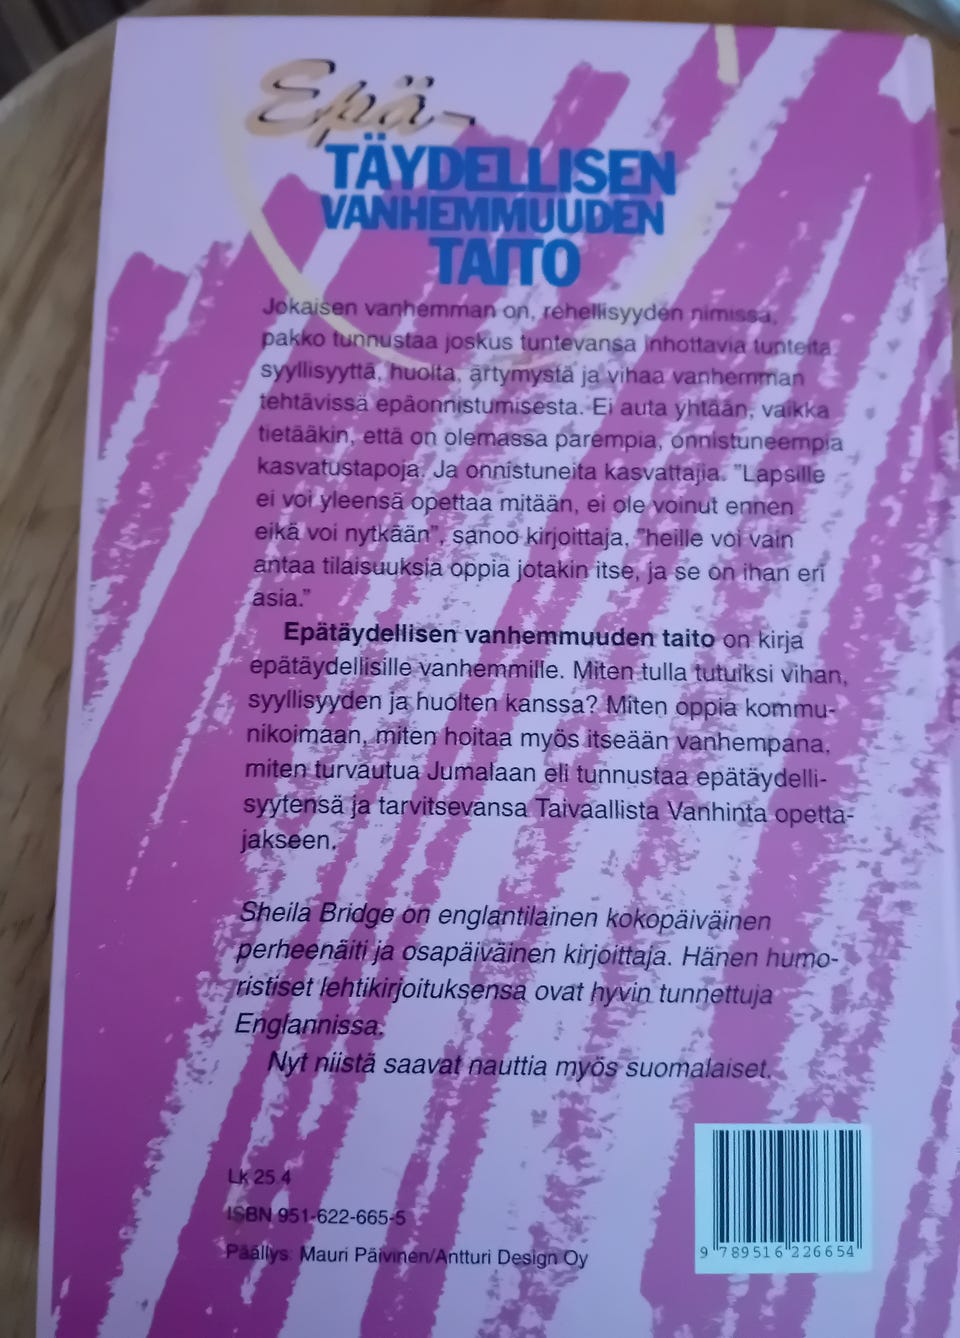 Epä-
TÄYDELLISEN
VANHEMMUUDEN
TAITO
Jokaisen vanhemman on, rehellisyyden nimissä,
pakko tunnustaa joskus tuntevansa inhottavia tunteita:
syyllisyyttä, huolta, ärtymystä ja vihaa vanhemman
tehtävissä epäonnistumisesta. Ei auta yhtään, vaikka
tietääkin, että on olemassa parempia, onnistuneempia
kasvatustapoja. Ja onnistuneita kasvattajia. "Lapsille
ei voi yleensä opettaa mitään, ei ole voinut ennen
eikä voi nytkään", sanoo kirjoittaja, "heille voi vain
antaa tilaisuuksia oppia jotakin itse, ja se on ihan eri
asia."
Epätäydellisen vanhemmuuden taito on kirja
epätäydellisille vanhemmille. Miten tulla tutuiksi vihan,
syyllisyyden ja huolten kanssa? Miten oppia kommu-
nikoimaan, miten hoitaa myös itseään vanhempana,
miten turvautua Jumalaan eli tunnustaa epätäydelli-
syytensä ja tarvitsevansa Taivaallista Vanhinta opetta-
jakseen.
Sheila Bridge on englantilainen kokopäiväinen
perheenäiti ja osapäiväinen kirjoittaja. Hänen humo-
ristiset lehtikirjoituksensa ovat hyvin tunnettuja
Englannissa.
Nyt niistä saavat nauttia myös suomalaiset.
Lk 25.4
ISBN 951-622-665-5
Päällys: Mauri Päivinen/Antturi Design Oy
9 789516 226654